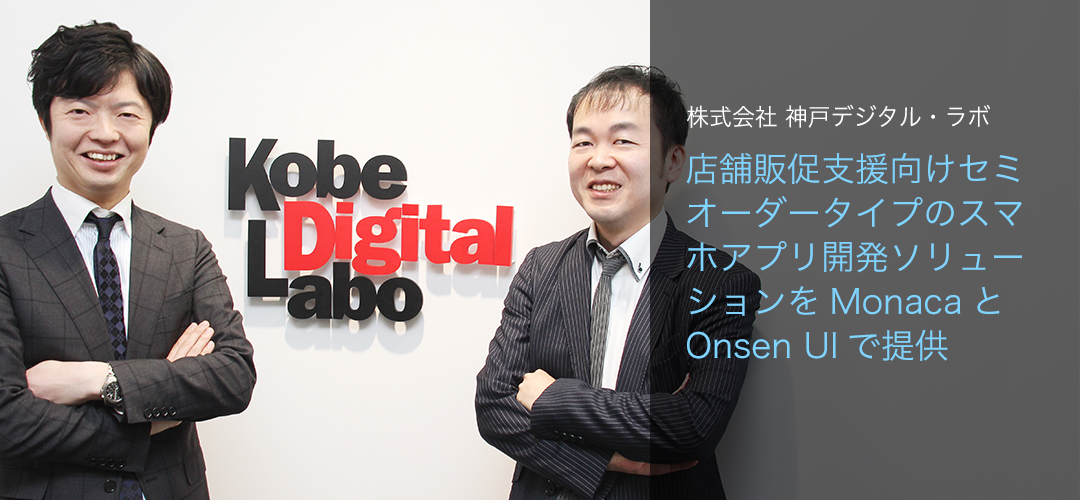 Kobe
Digital
Labo
株式会社 神戸デジタル・ラボ
店舗販促支援向けセミ
オーダータイプのスマ
ホアプリ開発ソリュー
ションを Monaca と
Onsen UI で提供